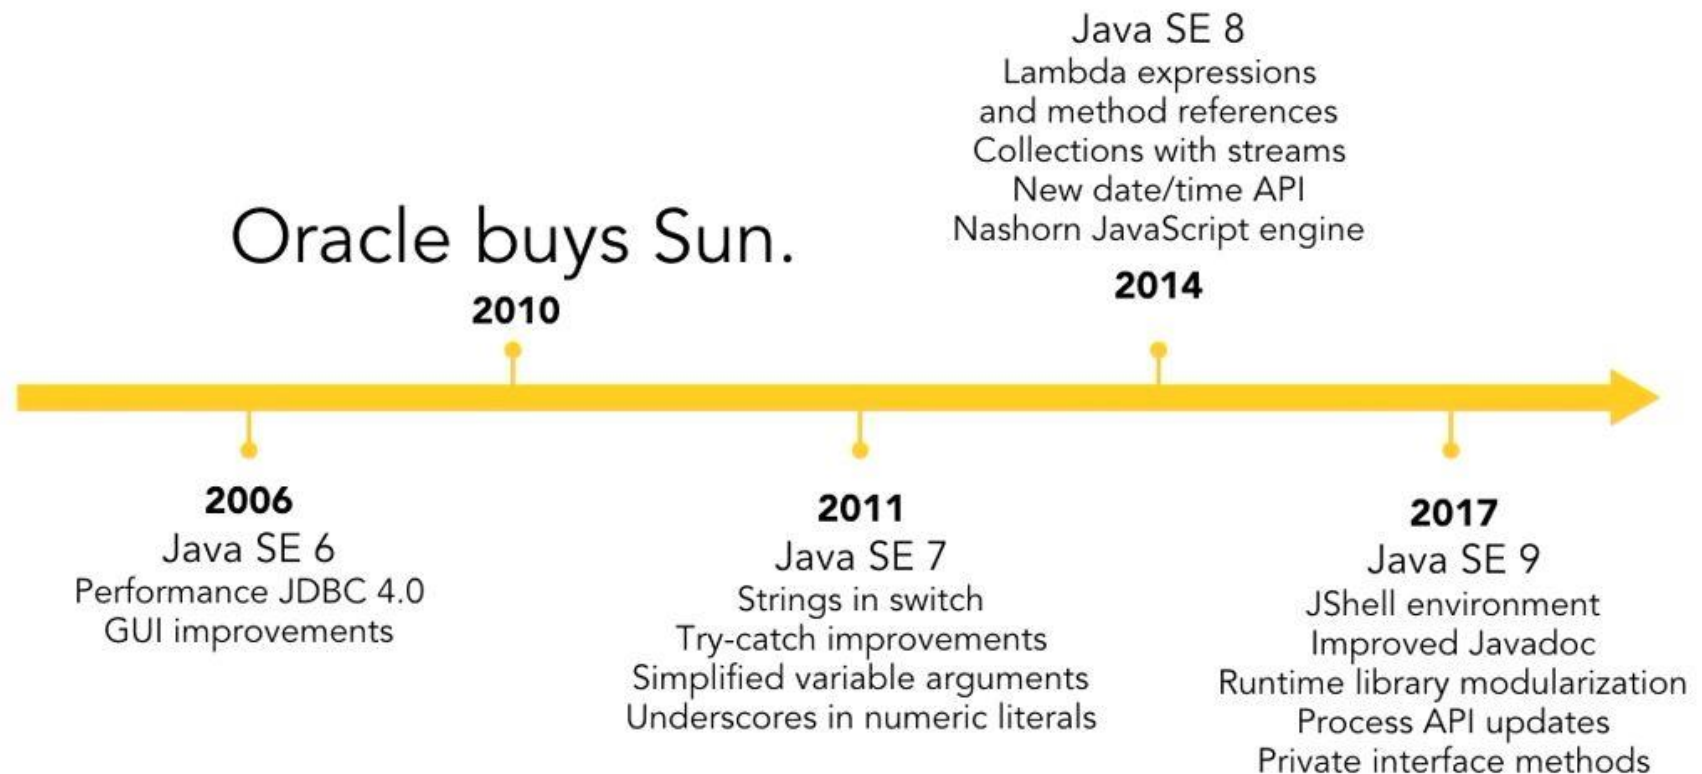 Java SE 8
Lambda expressions
and method references
Collections with streams
New date/time API
Nashorn JavaScript engine
2014
Oracle buys Sun.
2010
2006
Java SE 6
Performance JDBC 4.0
GUI improvements
2011
Java SE 7
Strings in switch
Try-catch improvements
Simplified variable arguments
Underscores in numeric literals
2017
Java SE 9
JShell environment
Improved Javadoc
Runtime library modularization
Process API updates
Private interface methods